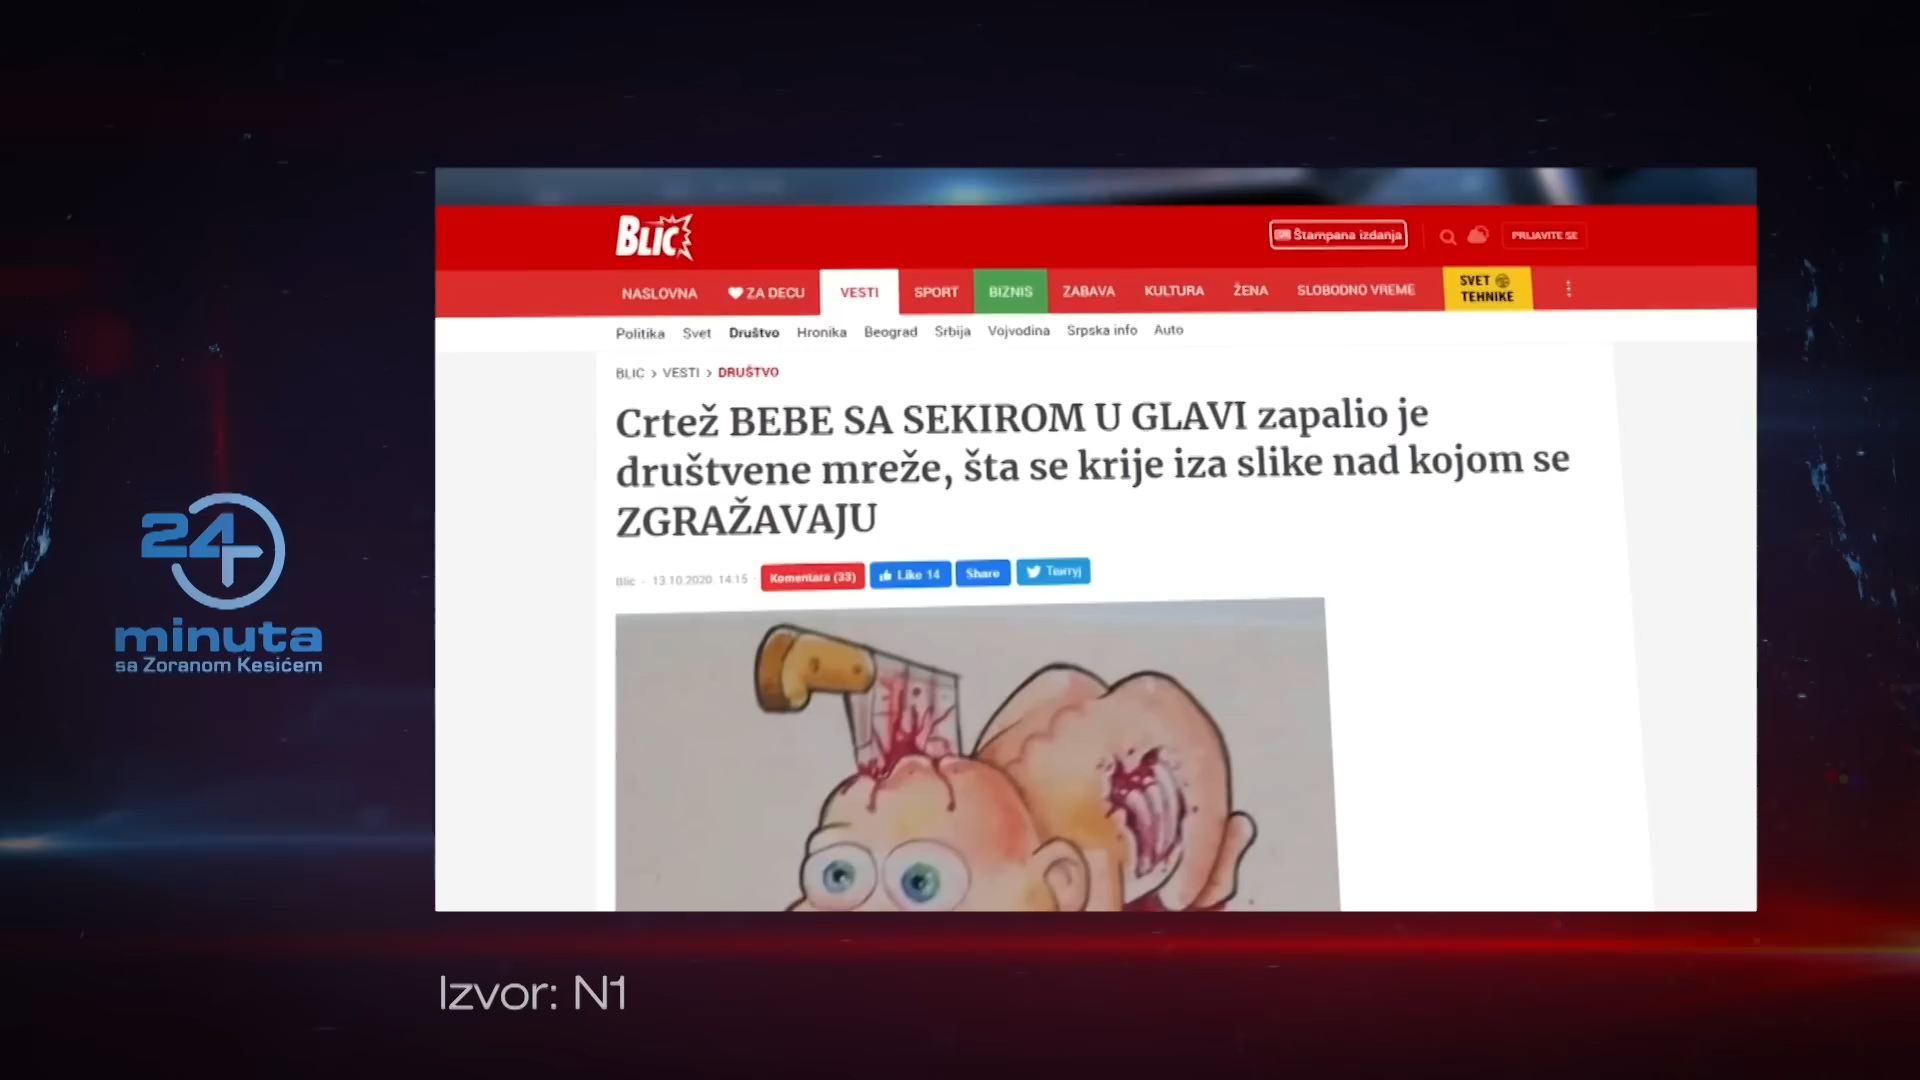 BLIC
Štampana izdanja
PRIJAVITE SE
NASLOVNA
ZA DECU
VESTI
SPORT
BIZNIS
ZABAVA
KULTURA
ŽENA
SLOBODNO VREME
SVET
TEHNIKE
Politika
Svet
Društvo
Hronika
Beograd
Srbija
Vojvodina
Srpska info
Auto
BLIC > VESTI > DRUŠTVO
Crtež BEBE SA SEKIROM U GLAVI zapalio je
društvene mreže, šta se krije iza slike nad kojom se
ZGRAŽAVAJU
Blic - 13.10.2020. 14:15
Komentara (33)
Like 14
Share
Твитуј
24
minuta
sa Zoranom Kesićem
Izvor: N1